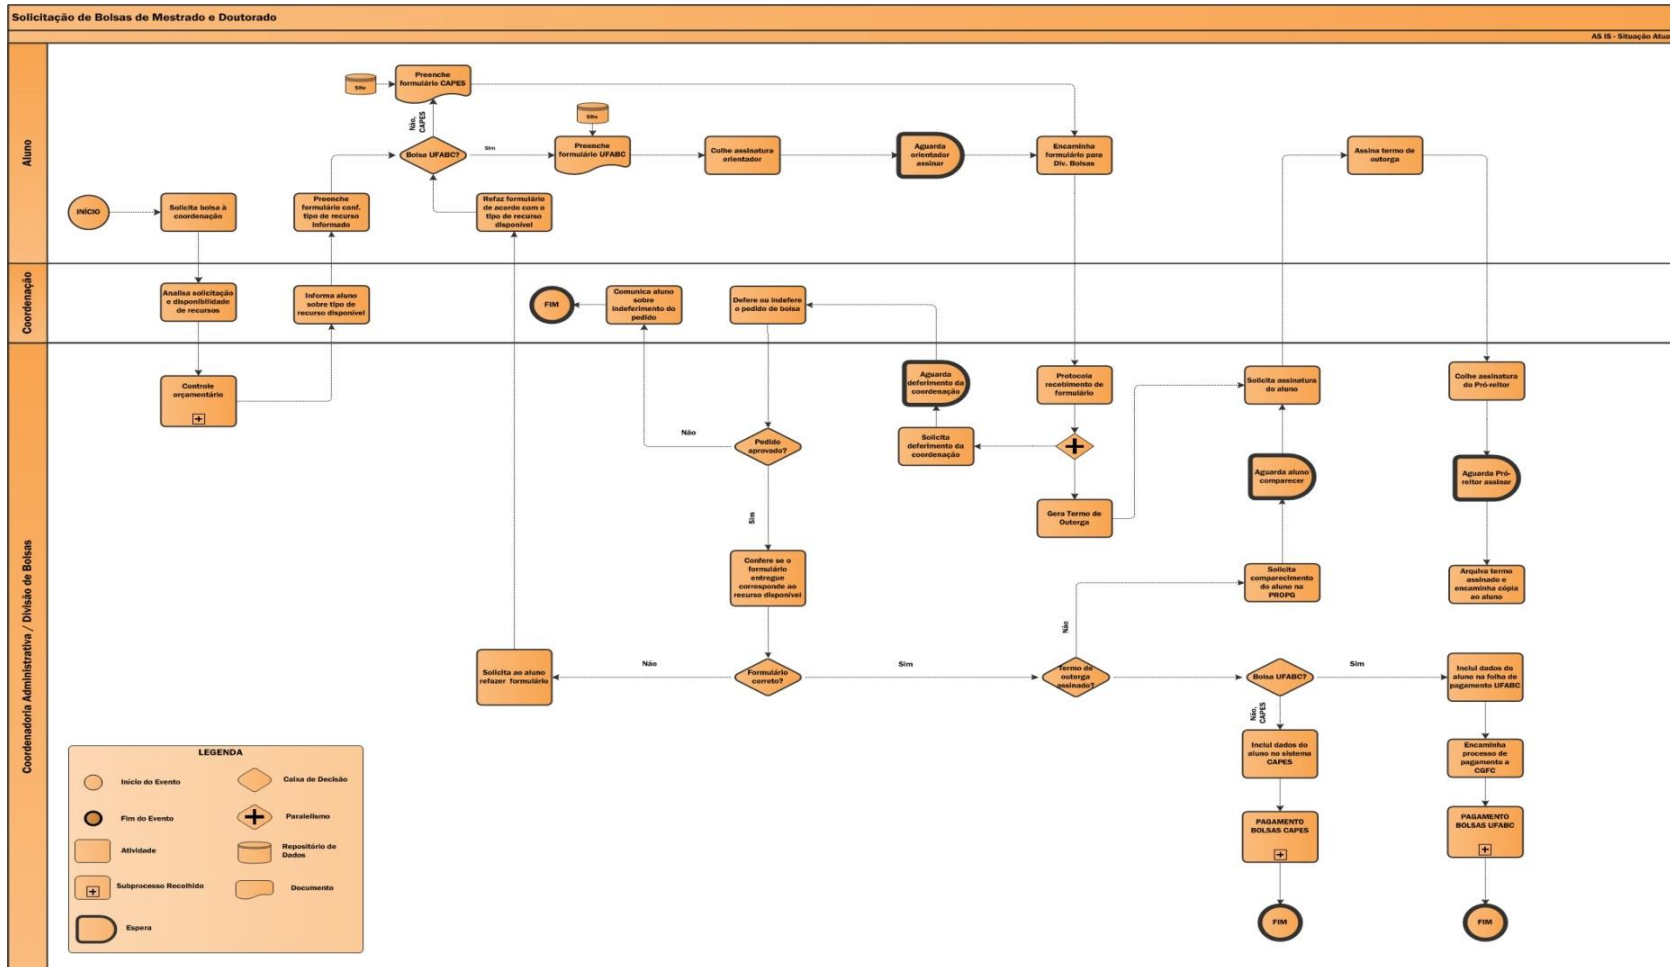 Solicitação de Bolsas de Mestrado e Doutorado
AS IS - Situação Atua
Aluno
Site
Preenche
formulário CAPES
Não,
CAPES
Site
Bolsa UFABC?
Sim
Preenche
formulário UFABC
Colhe assinatura
orientador
Aguarda
orientador
assinar
Encaminha
formulário para
Div. Bolsas
Assina termo de
outorga
INÍCIO
Solicita bolsa à
coordenação
Preenche
formulário conf.
tipo de recurso
informado
Refaz formulário
de acordo com o
tipo de recurso
disponível
Coordenação
Analisa solicitação
e disponibilidade
de recursos
Informa aluno
sobre tipo de
recurso disponível
FIM
Comunica aluno
sobre
indeferimento do
pedido
Defere ou indefere
o pedido de bolsa
Coordenadoria Administrativa / Divisão de Bolsas
Controle
orçamentário
Aguarda
deferimento da
coordenação
Protocola
recebimento de
formulário
Solicita assinatura
do aluno
Colhe assinatura
do Pró-reitor
Não
Pedido
aprovado?
Solicita
deferimento da
coordenação
Aguarda aluno
comparecer
Aguarda Pró-
reitor assinar
Sim
Gera Termo de
Outorga
Confere se o
formulário
entregue
corresponde ao
recurso disponível
Solicita
comparecimento
do aluno na
PROPG
Arquiva termo
assinado e
encaminha cópia
ao aluno
Não
Solicita ao aluno
refazer formulário
Não
Formulário
correto?
Sim
Termo de
outorga
assinado?
Bolsa UFABC?
Sim
Inclui dados do
aluno na folha de
pagamento UFABC
Não,
CAPES
Inclui dados do
aluno no sistema
CAPES
Encaminha
processo de
pagamento a
CGFC
PAGAMENTO
BOLSAS CAPES
PAGAMENTO
BOLSAS UFABC
FIM
FIM
LEGENDA
Início do Evento
Caixa de Decisão
Fim do Evento
Paralelismo
Atividade
Repositório de
Dados
Subprocesso Recolhido
Documento
Espera